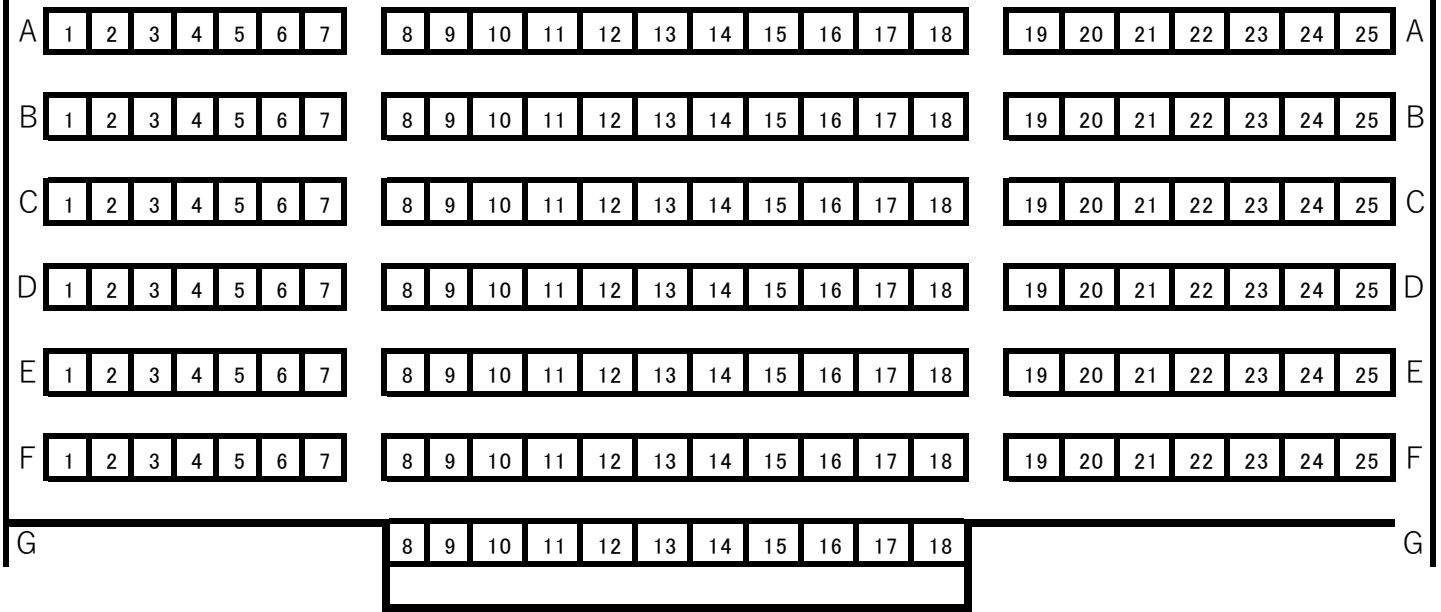 A 1 2 3 4 5 6 7 8 9 10 11 12 13 14 15 16 17 18 19 20 21 22 23 24 25 A
B 1 2 3 4 5 6 7 8 9 10 11 12 13 14 15 16 17 18 19 20 21 22 23 24 25 B
C 1 2 3 4 5 6 7 8 9 10 11 12 13 14 15 16 17 18 19 20 21 22 23 24 25 C
D 1 2 3 4 5 6 7 8 9 10 11 12 13 14 15 16 17 18 19 20 21 22 23 24 25 D
E 1 2 3 4 5 6 7 8 9 10 11 12 13 14 15 16 17 18 19 20 21 22 23 24 25 E
F 1 2 3 4 5 6 7 8 9 10 11 12 13 14 15 16 17 18 19 20 21 22 23 24 25 F
G 8 9 10 11 12 13 14 15 16 17 18 G